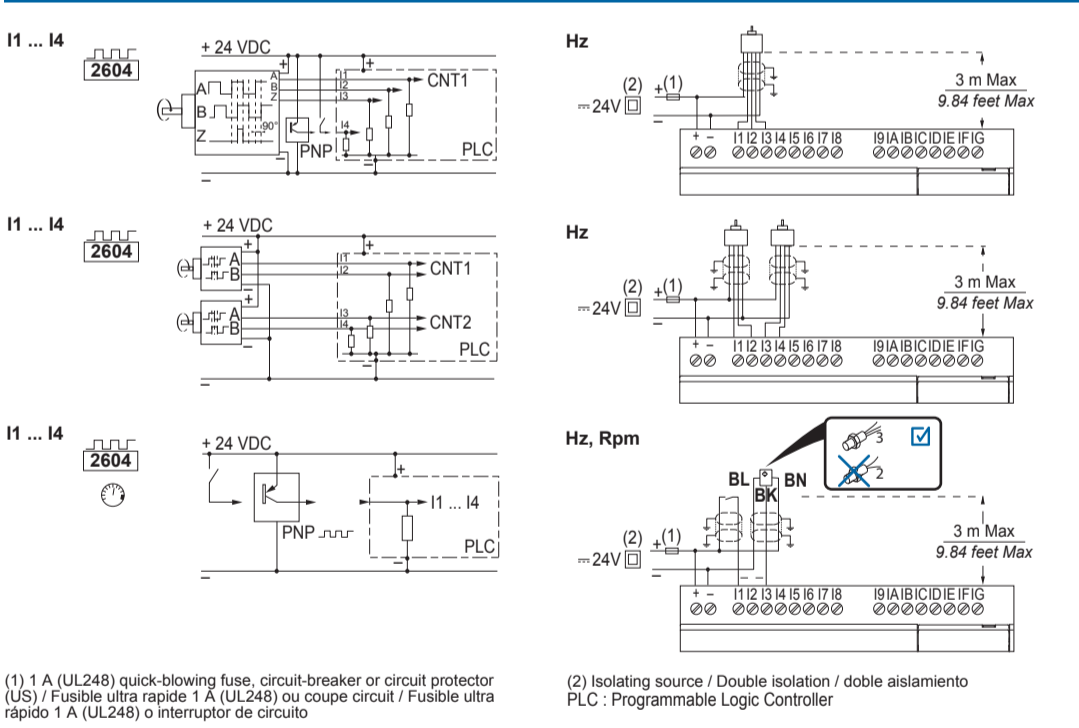 I1 ... I4
2604
+ 24 VDC
+
A
B
Z
A
B
Z
90°
I1
I2
I3
I4
+
CNT1
PNP
PLC
–
–
–
Hz
(2)
+(1)
24V
–
3 m Max
9.84 feet Max
+ – I1 I2 I3 I4 I5 I6 I7 I8 I9 IA IB IC ID IE IF IG
I1 ... I4
2604
+ 24 VDC
+
A
B
–
+
A
B
–
I1
I2
I3
I4
+
CNT1
CNT2
PLC
–
–
Hz
(2)
+(1)
24V
–
3 m Max
9.84 feet Max
+ – I1 I2 I3 I4 I5 I6 I7 I8 I9 IA IB IC ID IE IF IG
I1 ... I4
2604
+ 24 VDC
+
PNP
I1 ... I4
PLC
–
–
Hz, Rpm
3
2
BL
BK
BN
(2)
+(1)
24V
–
3 m Max
9.84 feet Max
+ – I1 I2 I3 I4 I5 I6 I7 I8 I9 IA IB IC ID IE IF IG
(1) 1 A (UL248) quick-blowing fuse, circuit-breaker or circuit protector
(US) / Fusible ultra rapide 1 A (UL248) ou coupe circuit / Fusible ultra
rápido 1 A (UL248) o interruptor de circuito
(2) Isolating source / Double isolation / doble aislamiento
PLC : Programmable Logic Controller